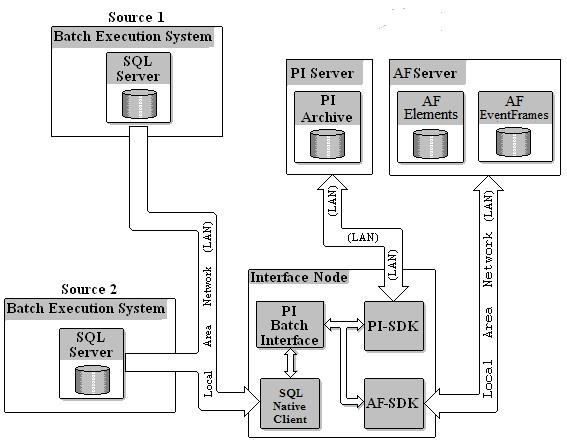 Source 1
Batch Execution System
SQL
Server
PI Server
PI
Archive
AFServer
AF
Elements
AF
EventFrames
(LAN)
(LAN)
(LAN)
Local Area Network (LAN)
Local Area Network (LAN)
Source 2
Batch Execution System
SQL
Server
Interface Node
PI
Batch
Interface
PI-SDK
SQL
Native
Client
AF-SDK